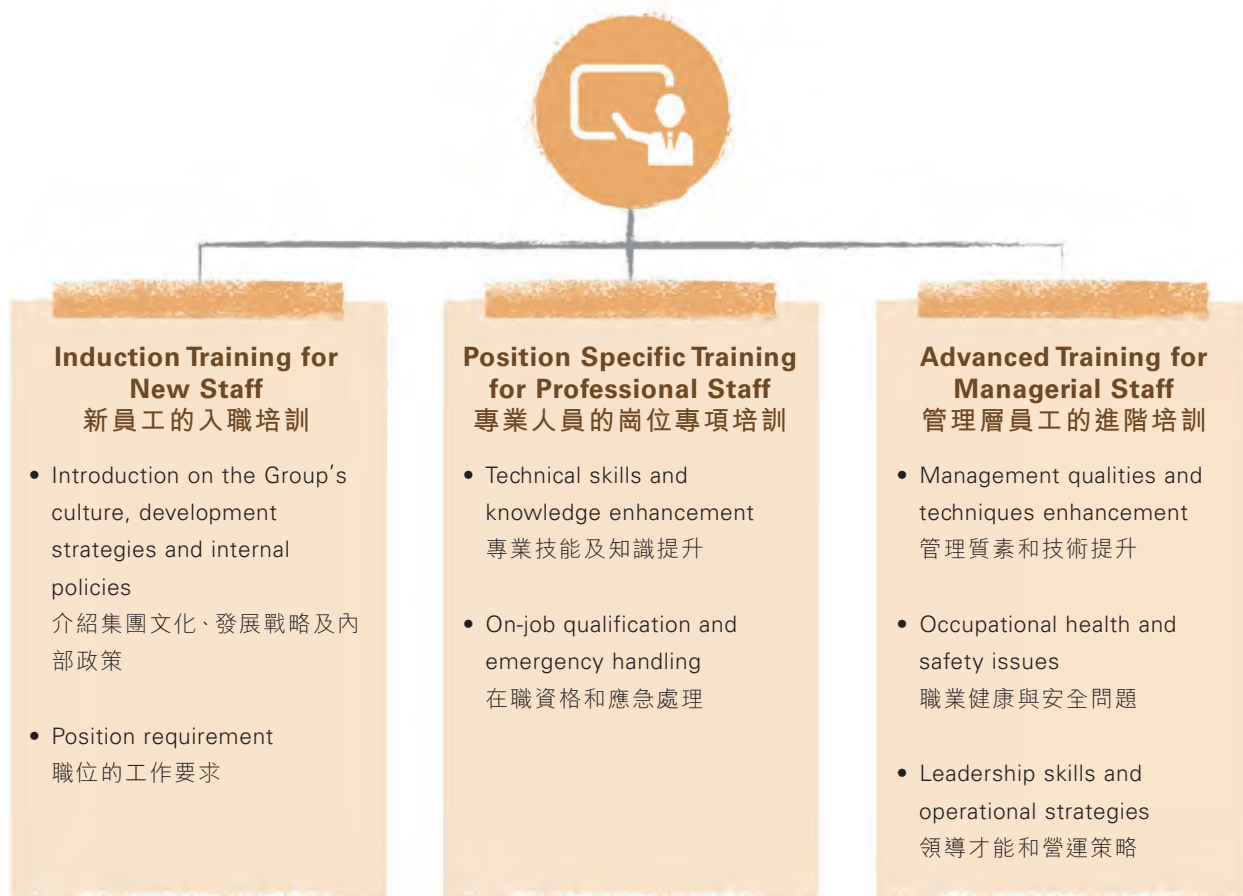 Induction Training for
New Staff
新員工的入職培訓
• Introduction on the Group's
culture, development
strategies and internal
policies
介紹集團文化、發展戰略及內
部政策
• Position requirement
職位的工作要求
Position Specific Training
for Professional Staff
專業人員的崗位專項培訓
• Technical skills and
knowledge enhancement
專業技能及知識提升
• On-job qualification and
emergency handling
在職資格和應急處理
Advanced Training for
Managerial Staff
管理層員工的進階培訓
• Management qualities and
techniques enhancement
管理質素和技術提升
• Occupational health and
safety issues
職業健康與安全問題
• Leadership skills and
operational strategies
領導才能和營運策略